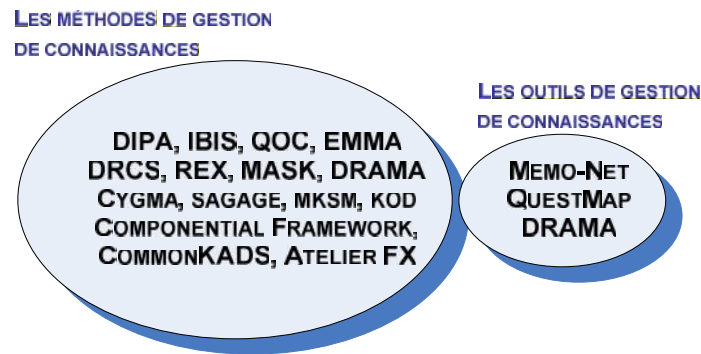 LES MÉTHODES DE GESTION
DE CONNAISSANCES
DIPA, IBIS, QOC, EMMA
DRCS, REX, MASK, DRAMA
CYGMA, SAGAGE, MKSM, KOD
COMPONENTIAL FRAMEWORK,
COMMONKADS, ATELIER FX
LES OUTILS DE GESTION
DE CONNAISSANCES
MEMO-NET
QUESTMAP
DRAMA